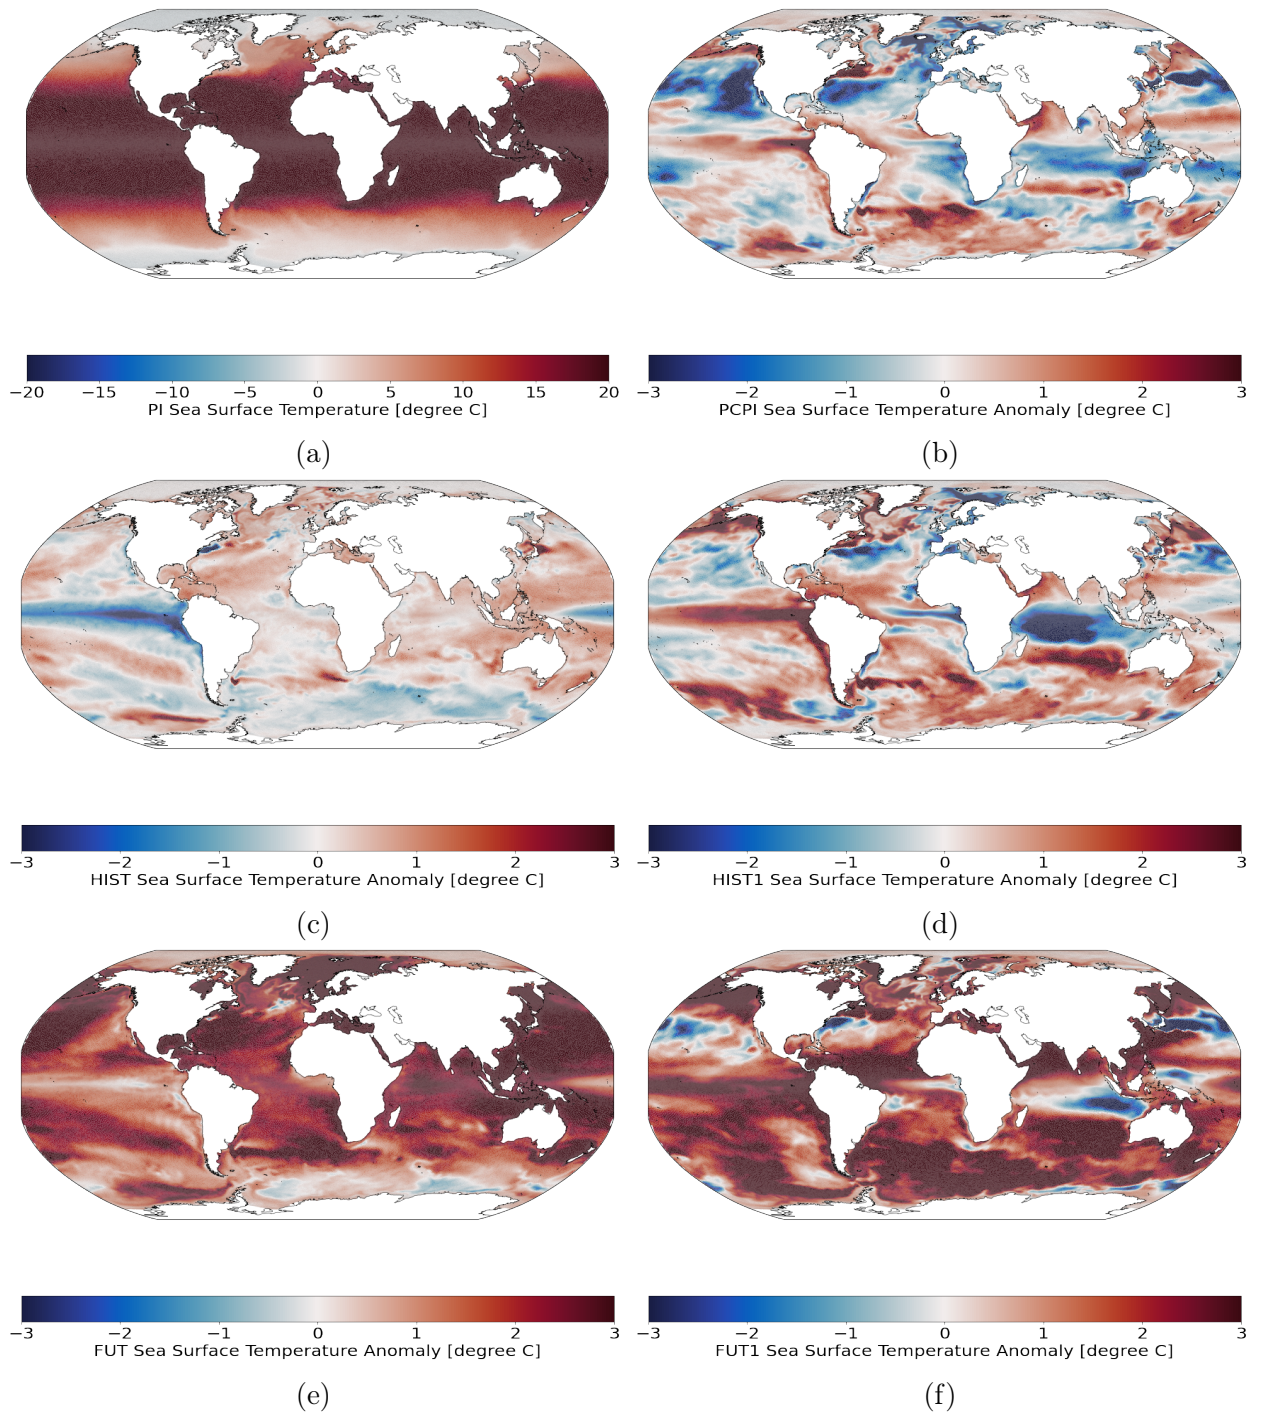 −20 −15 −10 −5 0 5 10 15 20
PI Sea Surface Temperature [degree C]
(a)
−3 −2 −1 0 1 2 3
PCPI Sea Surface Temperature Anomaly [degree C]
(b)
−3 −2 −1 0 1 2 3
HIST Sea Surface Temperature Anomaly [degree C]
(c)
−3 −2 −1 0 1 2 3
HIST1 Sea Surface Temperature Anomaly [degree C]
(d)
−3 −2 −1 0 1 2 3
FUT Sea Surface Temperature Anomaly [degree C]
(e)
−3 −2 −1 0 1 2 3
FUT1 Sea Surface Temperature Anomaly [degree C]
(f)